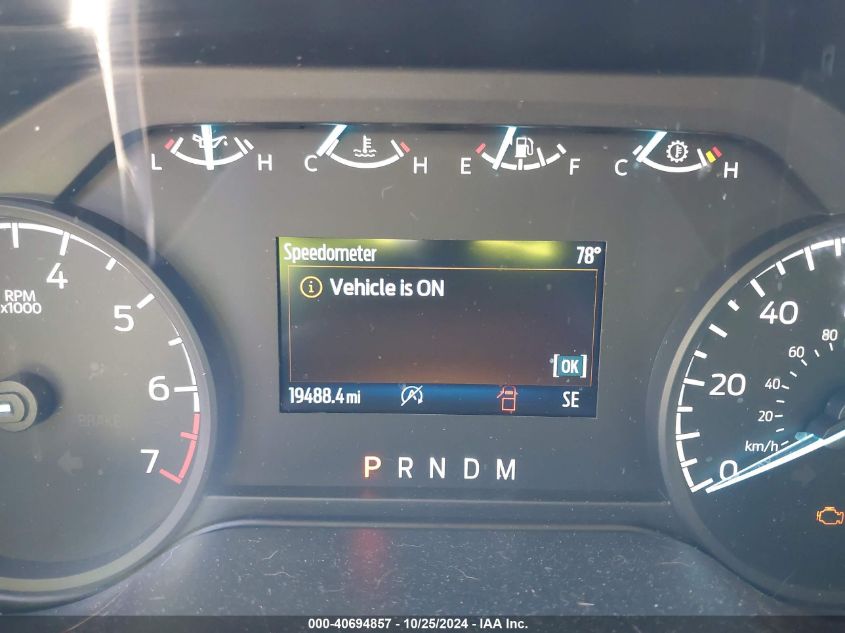 L H C H E F C H
Speedometer 78°
Vehicle is ON
[OK]
19488.4 mi SE
P R N D M
4
RPM
x1000
5
6
BRAKE
7
40
80
60
20
40
20
km/h
0
000-40694857 - 10/25/2024 - IAA Inc.